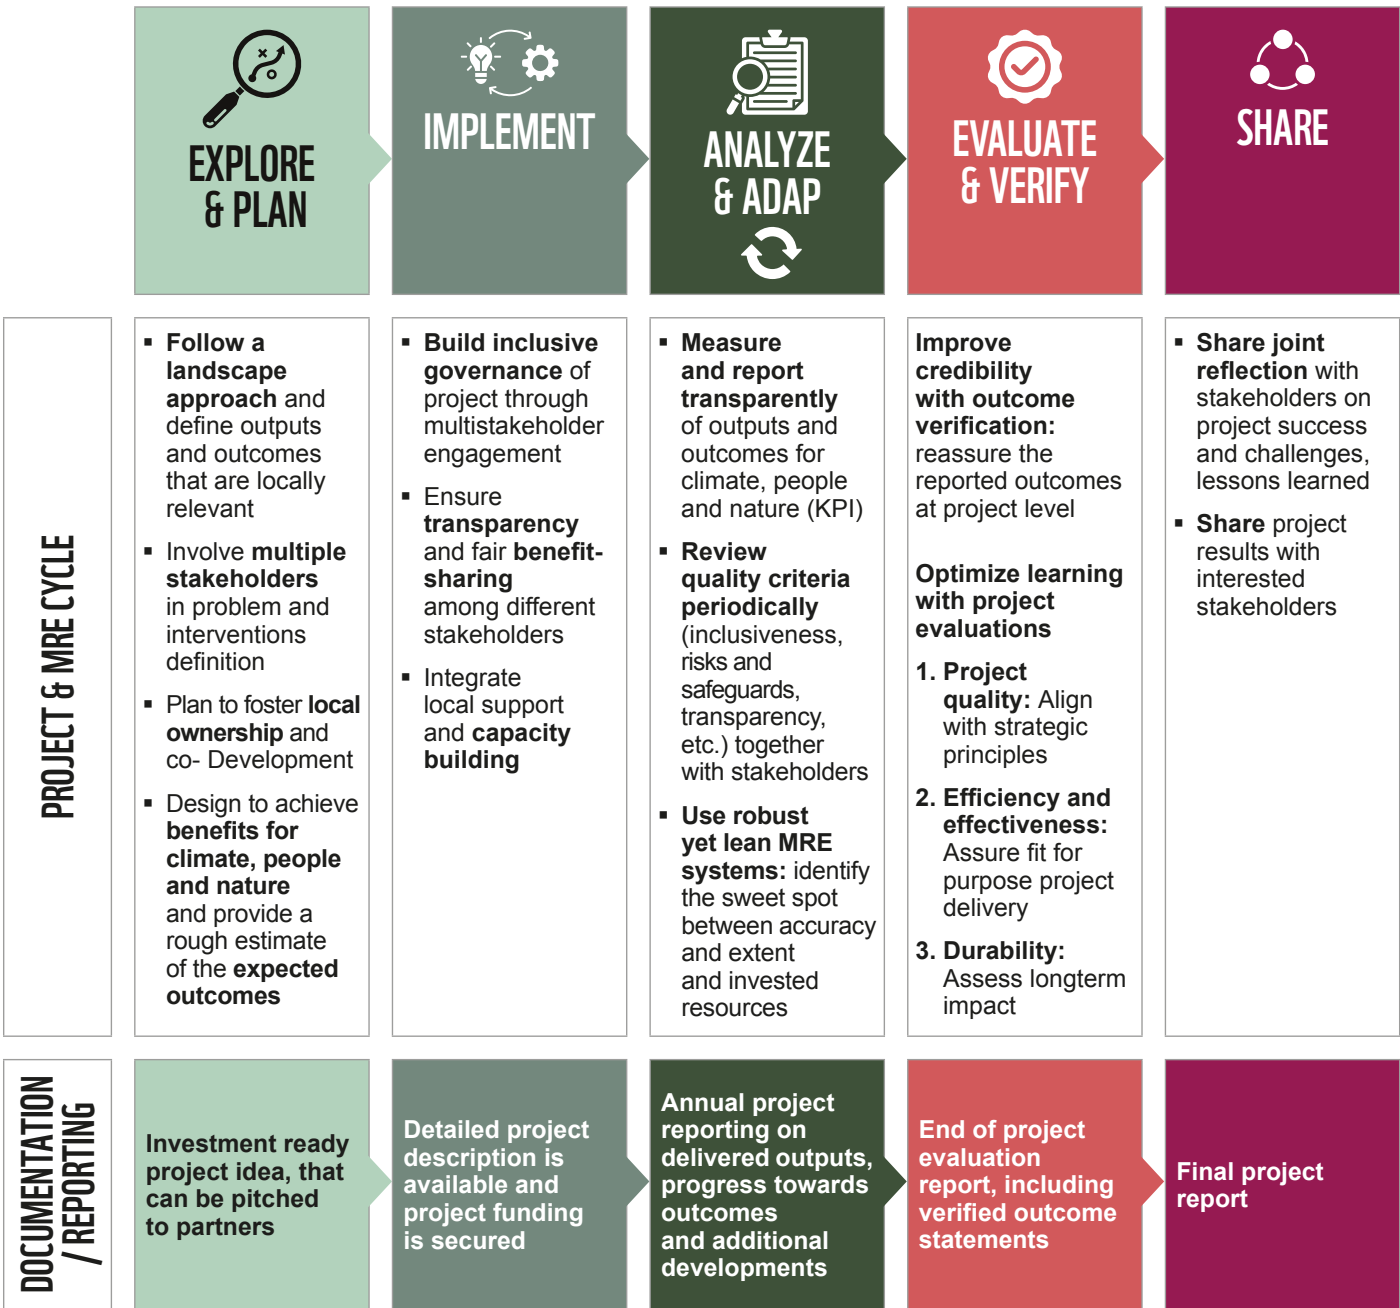 EXPLORE
& PLAN
IMPLEMENT
ANALYZE
& ADAP
EVALUATE
& VERIFY
SHARE
PROJECT & MRE CYCLE
▪ Follow a
landscape
approach and
define outputs
and outcomes
that are locally
relevant
▪ Involve multiple
stakeholders
in problem and
interventions
definition
▪ Plan to foster local
ownership and
co- Development
▪ Design to achieve
benefits for
climate, people
and nature
and provide a
rough estimate
of the expected
outcomes
▪ Build inclusive
governance of
project through
multistakeholder
engagement
▪ Ensure
transparency
and fair benefit-
sharing
among different
stakeholders
▪ Integrate
local support
and capacity
building
▪ Measure
and report
transparently
of outputs and
outcomes for
climate, people
and nature (KPI)
▪ Review
quality criteria
periodically
(inclusiveness,
risks and
safeguards,
transparency,
etc.) together
with stakeholders
▪ Use robust
yet lean MRE
systems: identify
the sweet spot
between accuracy
and extent
and invested
resources
Improve
credibility
with outcome
verification:
reassure the
reported outcomes
at project level
Optimize learning
with project
evaluations
1. Project
quality: Align
with strategic
principles
2. Efficiency and
effectiveness:
Assure fit for
purpose project
delivery
3. Durability:
Assess longterm
impact
▪ Share joint
reflection with
stakeholders on
project success
and challenges,
lessons learned
▪ Share project
results with
interested
stakeholders
DOCUMENTATION
/ REPORTING
Investment ready
project idea, that
can be pitched
to partners
Detailed project
description is
available and
project funding
is secured
Annual project
reporting on
delivered outputs,
progress towards
outcomes
and additional
developments
End of project
evaluation
report, including
verified outcome
statements
Final project
report